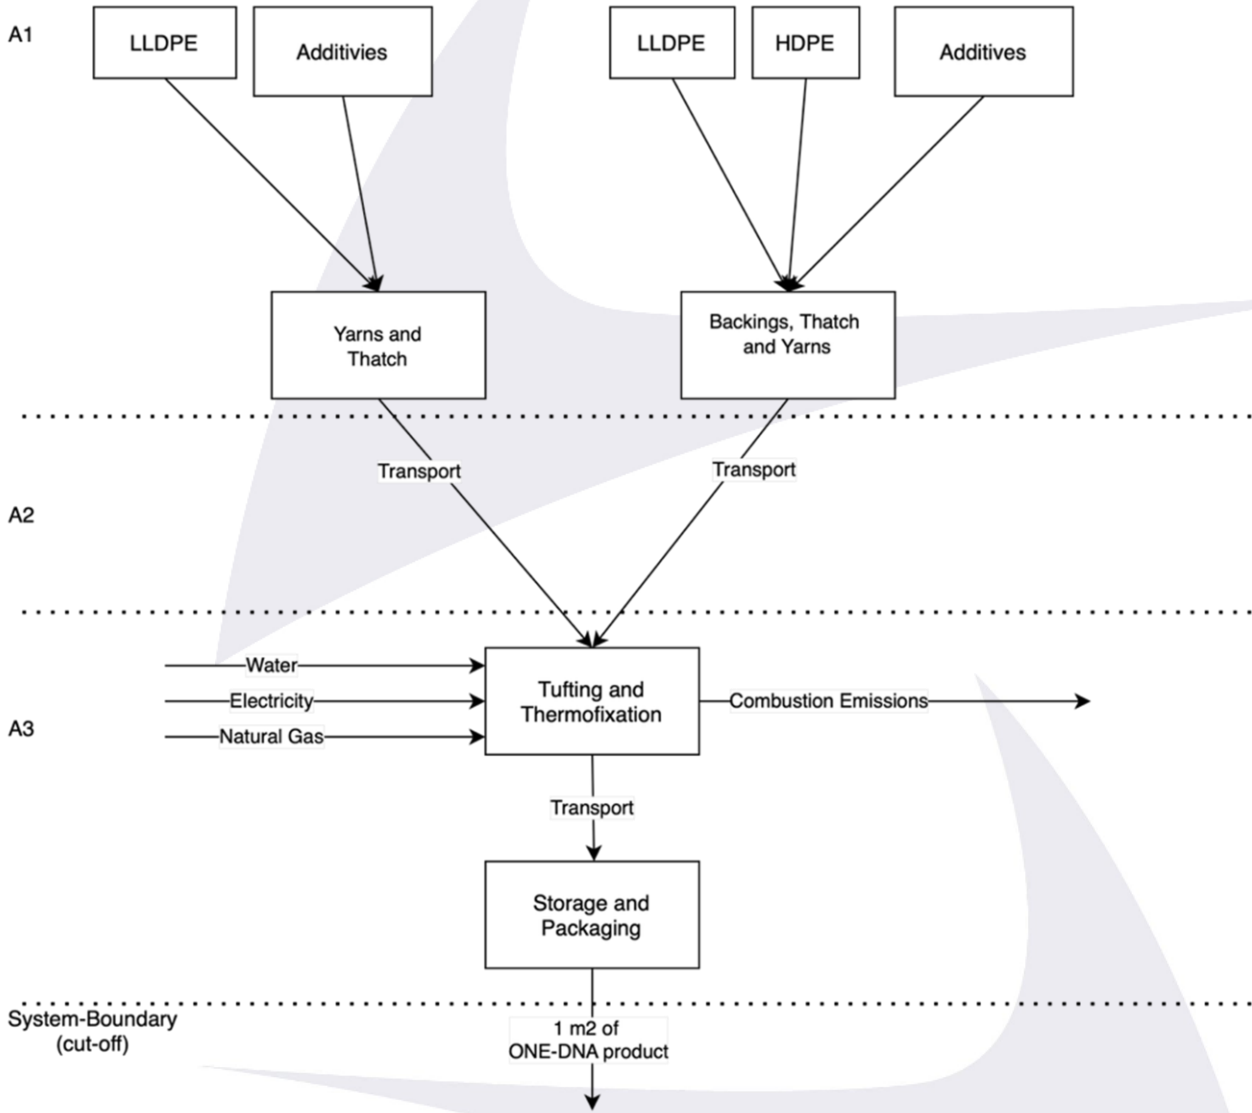 A1
LLDPE
Additivies
LLDPE
HDPE
Additives
Yarns and
Thatch
Backings, Thatch
and Yarns
Transport
Transport
A2
Water
Electricity
Natural Gas
Tufting and
Thermofixation
Combustion Emissions
A3
Transport
Storage and
Packaging
System-Boundary
(cut-off)
1 m2 of
ONE-DNA product